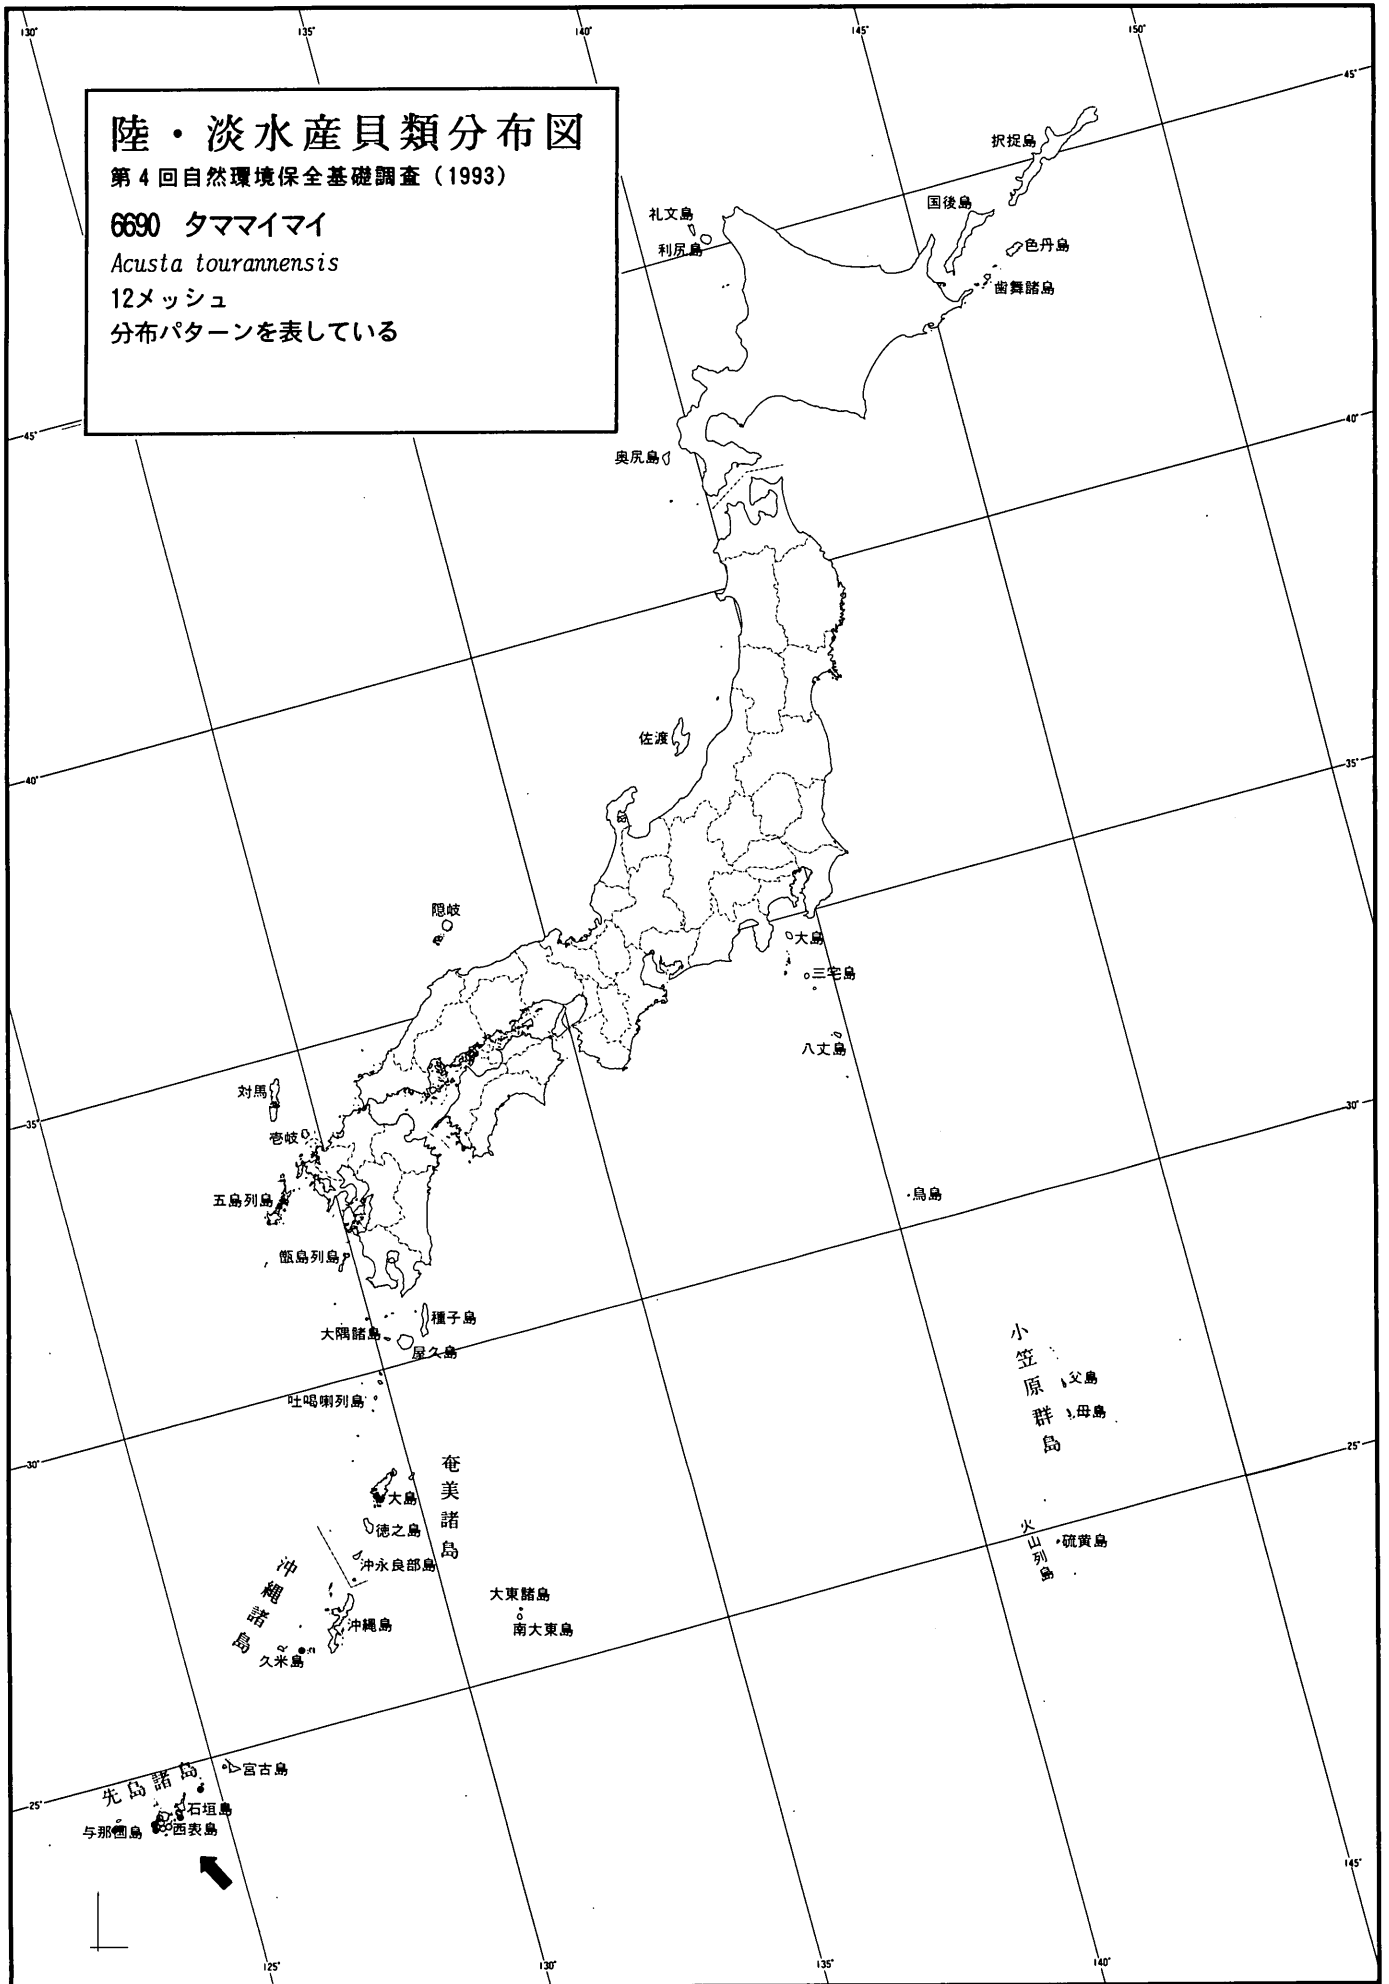 130°
135°
140°
145°
150°
45°
陸・淡水産貝類分布図
第4回自然環境保全基礎調査（1993）
6690 タママイマイ
Acusta tourannensis
12メッシュ
分布パターンを表している
択捉島
国後島
礼文島
利尻島
色丹島
歯舞諸島
45°
40°
奥尻島
佐渡
40°
35°
隠岐
大島
三宅島
八丈島
対馬
35°
壱岐
30°
五島列島
鳥島
甑島列島
種子島
大隅諸島
屋久島
小笠原群島
父島
吐噶喇列島
母島
30°
25°
奄美諸島
大島
徳之島
沖永良部島
火山列島
硫黄島
沖縄諸島
大東諸島
沖縄島
南大東島
久米島
先島諸島
宮古島
25°
石垣島
与那国島
西表島
145°
125°
130°
135°
140°